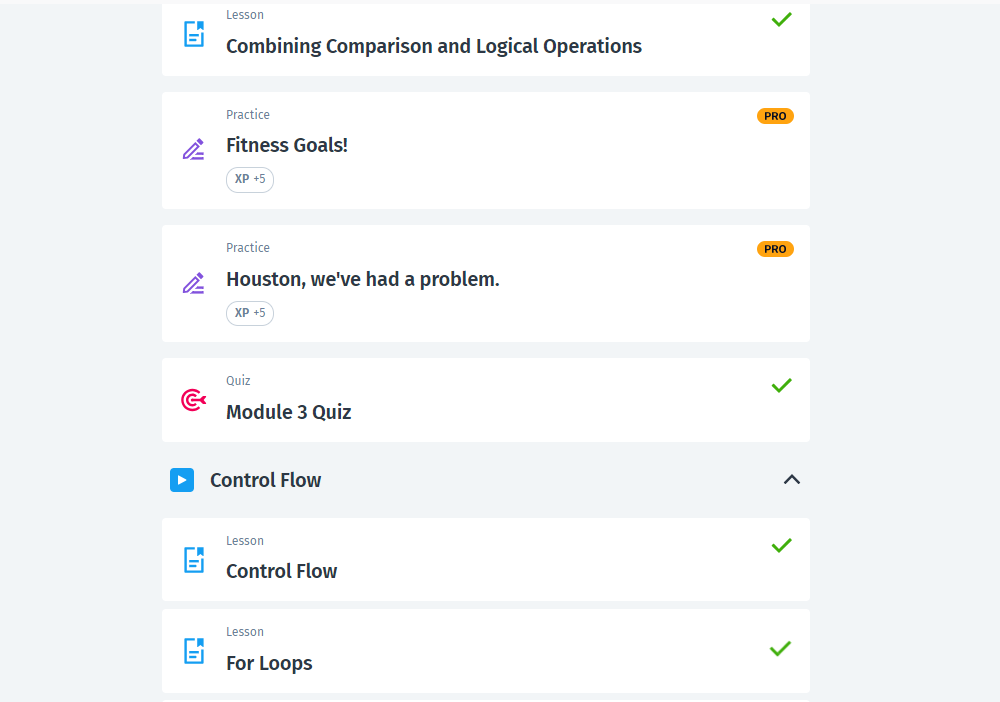 Lesson
Combining Comparison and Logical Operations
Practice
PRO
Fitness Goals!
XP +5
Practice
PRO
Houston, we've had a problem.
XP +5
Quiz
Module 3 Quiz
Control Flow
Lesson
Control Flow
Lesson
For Loops